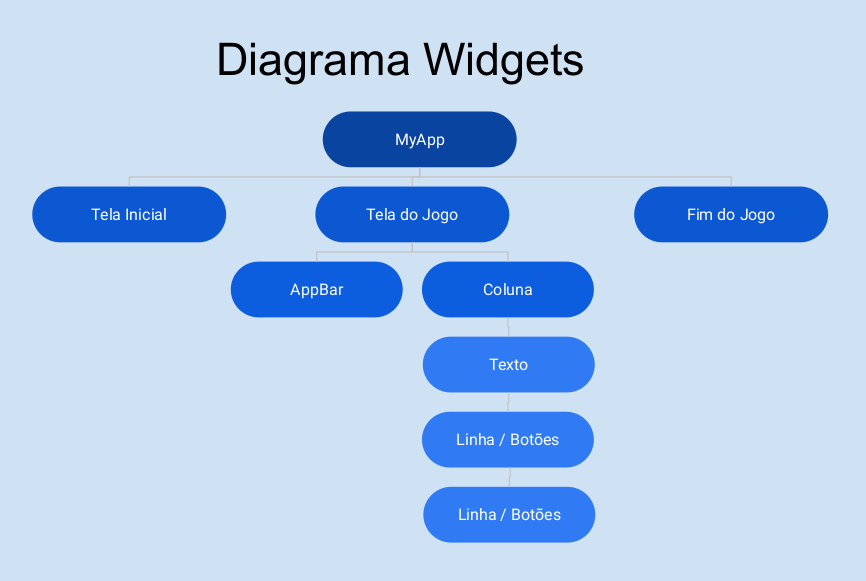 Diagrama Widgets
MyApp
Tela Inicial
Tela do Jogo
Fim do Jogo
AppBar
Coluna
Texto
Linha / Botões
Linha / Botões